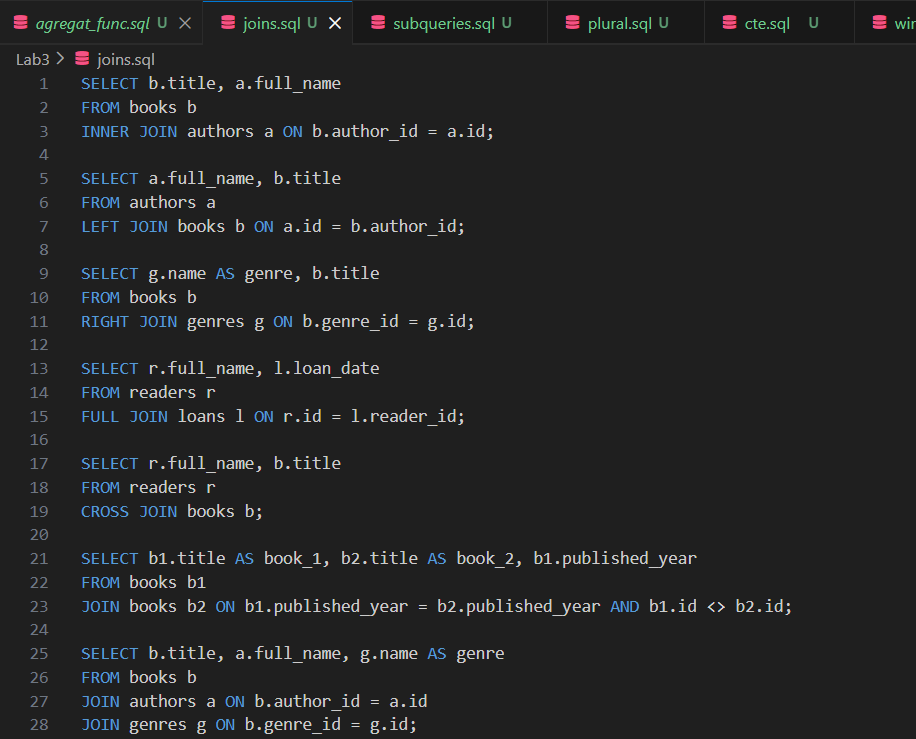 agregat_func.sql U joins.sql U subqueries.sql U plural.sql U cte.sql U
Lab3 > joins.sql
1 SELECT b.title, a.full_name
2 FROM books b
3 INNER JOIN authors a ON b.author_id = a.id;
4
5 SELECT a.full_name, b.title
6 FROM authors a
7 LEFT JOIN books b ON a.id = b.author_id;
8
9 SELECT g.name AS genre, b.title
10 FROM books b
11 RIGHT JOIN genres g ON b.genre_id = g.id;
12
13 SELECT r.full_name, l.loan_date
14 FROM readers r
15 FULL JOIN loans l ON r.id = l.reader_id;
16
17 SELECT r.full_name, b.title
18 FROM readers r
19 CROSS JOIN books b;
20
21 SELECT b1.title AS book_1, b2.title AS book_2, b1.published_year
22 FROM books b1
23 JOIN books b2 ON b1.published_year = b2.published_year AND b1.id <> b2.id;
24
25 SELECT b.title, a.full_name, g.name AS genre
26 FROM books b
27 JOIN authors a ON b.author_id = a.id
28 JOIN genres g ON b.genre_id = g.id;